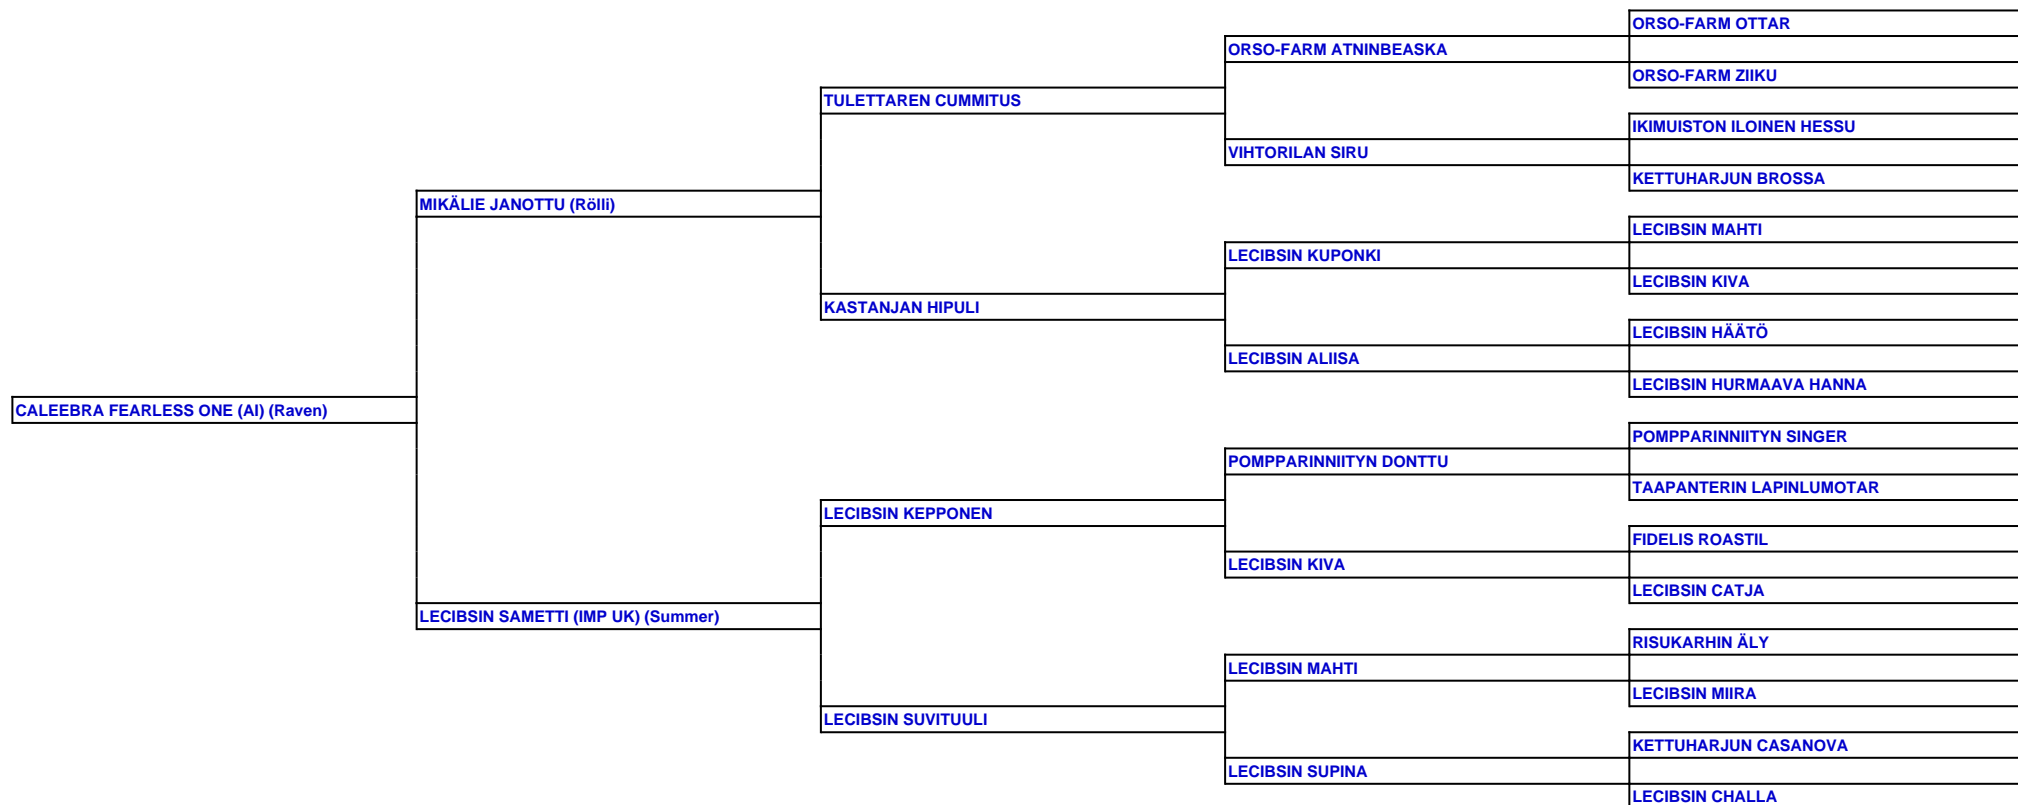 ORSO-FARM OTTAR
ORSO-FARM ATNINBEASKA
ORSO-FARM ZIIKU
TULETTAREN CUMMITUS
IKIMUISTON ILOINEN HESSU
VIHTORILAN SIRU
KETTUHARJUN BROSSA
MIKÄLIE JANOTTU (Rölli)
LECIBSIN MAHTI
LECIBSIN KUPONKI
LECIBSIN KIVA
KASTANJAN HIPULI
LECIBSIN HÄÄTÖ
LECIBSIN ALIISA
LECIBSIN HURMAAVA HANNA
CALEEBRA FEARLESS ONE (AI) (Raven)
POMPPARINNIITYN SINGER
POMPPARINNIITYN DONTTU
TAAPANTERIN LAPINLUMOTAR
LECIBSIN KEPPONEN
FIDELIS ROASTIL
LECIBSIN KIVA
LECIBSIN CATJA
LECIBSIN SAMETTI (IMP UK) (Summer)
RISUKARHIN ÄLY
LECIBSIN MAHTI
LECIBSIN MIIRA
LECIBSIN SUVITUULI
KETTUHARJUN CASANOVA
LECIBSIN SUPINA
LECIBSIN CHALLA